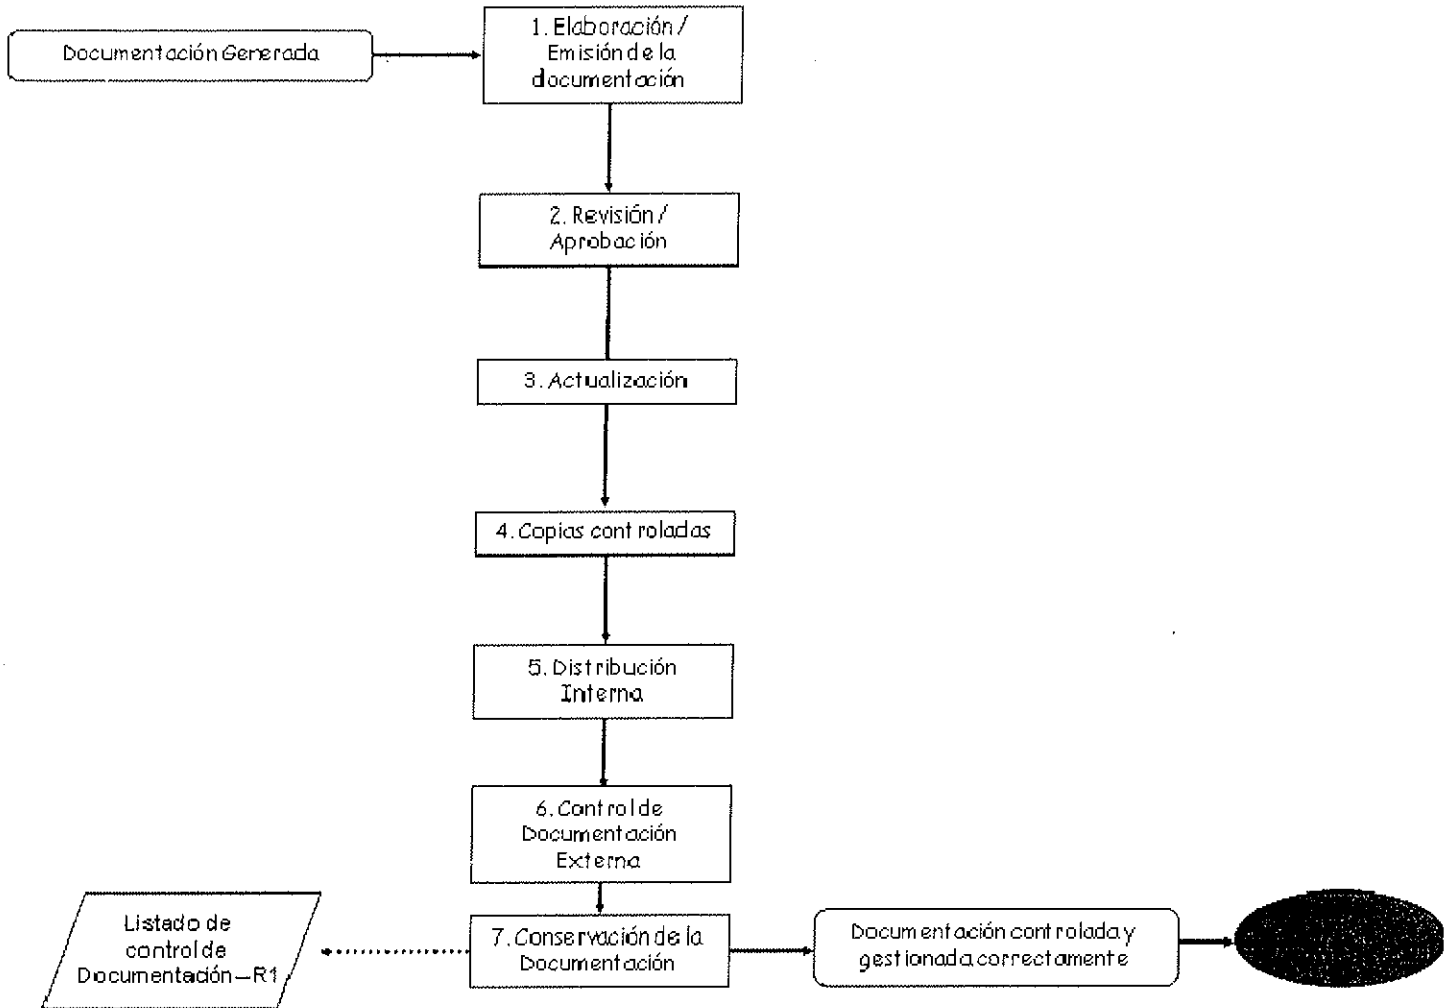 Documentación Generada
1. Elaboración /
Emisión de la
documentación
2. Revisión /
Aprobación
3. Actualización
4. Copias controladas
5. Distribución
Interna
6. Control de
Documentación
Externa
7. Conservación de la
Documentación
Listado de
control de
Documentación – R1
Documentación controlada y
gestionada correctamente